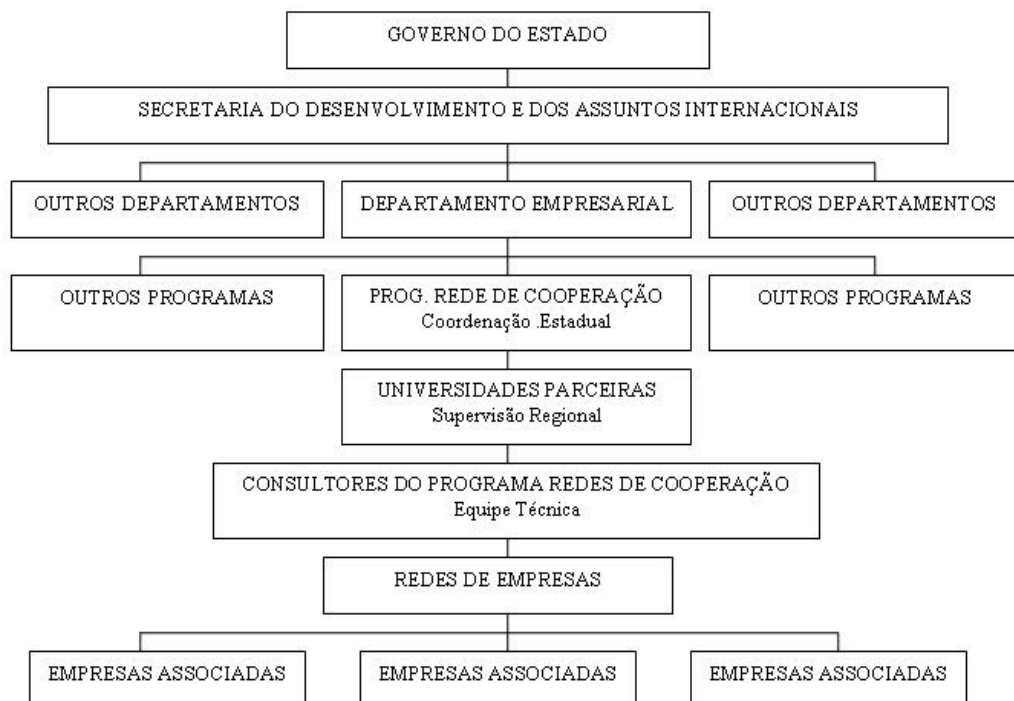 GOVERNO DO ESTADO
SECRETARIA DO DESENVOLVIMENTO E DOS ASSUNTOS INTERNACIONAIS
OUTROS DEPARTAMENTOS
DEPARTAMENTO EMPRESARIAL
OUTROS DEPARTAMENTOS
OUTROS PROGRAMAS
PROG. REDE DE COOPERAÇÃO
Coordenação .Estadual
OUTROS PROGRAMAS
UNIVERSIDADES PARCEIRAS
Supervisão Regional
CONSULTORES DO PROGRAMA REDES DE COOPERAÇÃO
Equipe Técnica
REDES DE EMPRESAS
EMPRESAS ASSOCIADAS
EMPRESAS ASSOCIADAS
EMPRESAS ASSOCIADAS